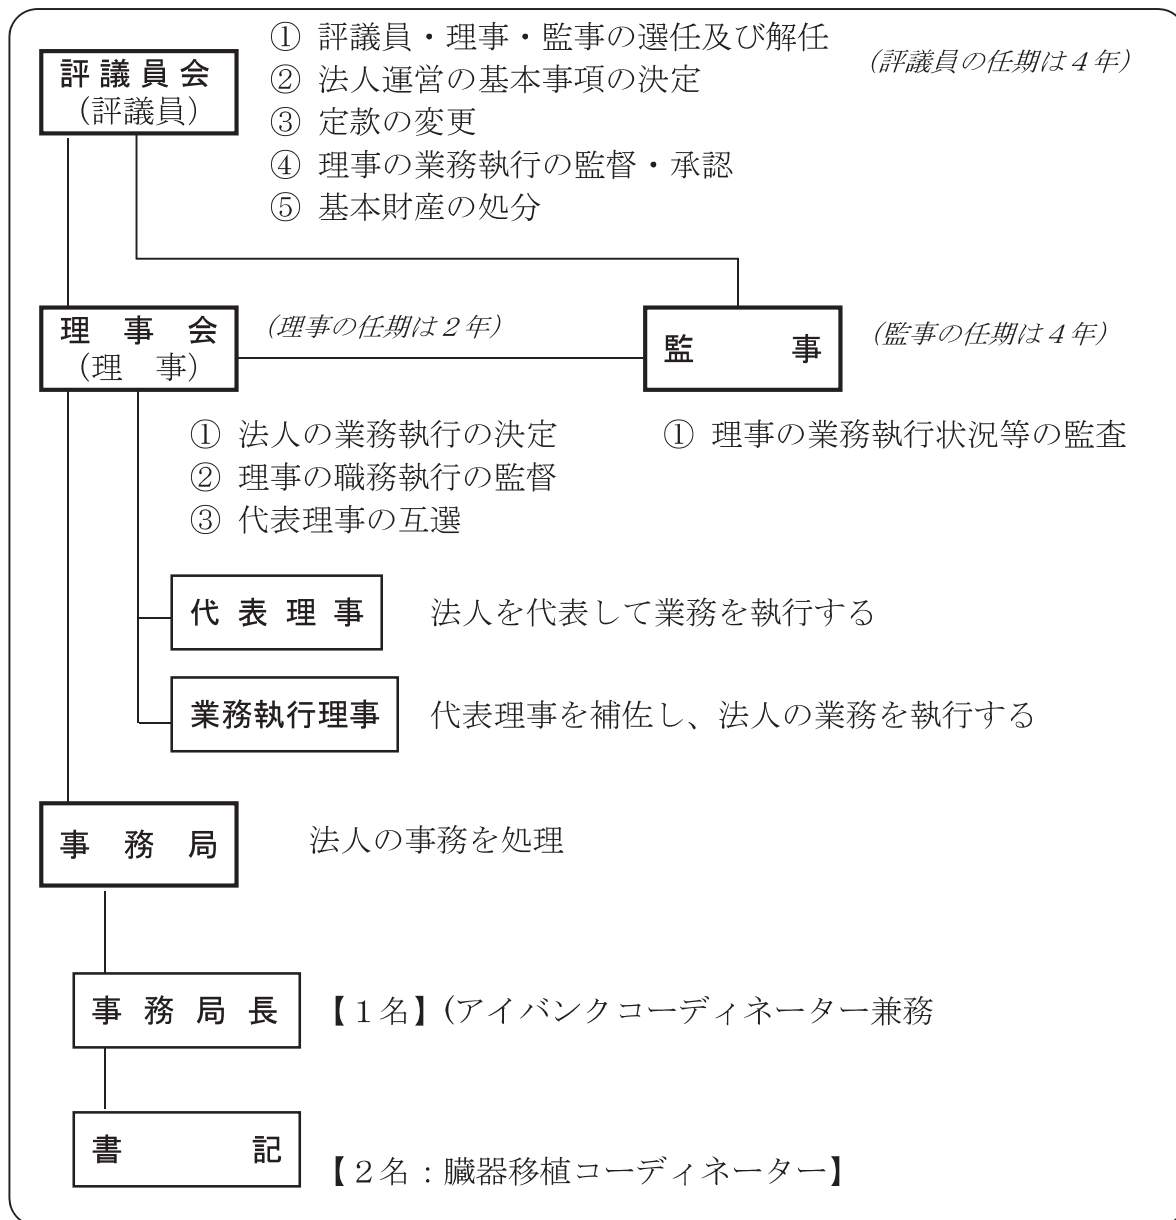 評議員会
（評議員）
① 評議員・理事・監事の選任及び解任
② 法人運営の基本事項の決定
③ 定款の変更
④ 理事の業務執行の監督・承認
⑤ 基本財産の処分
（評議員の任期は４年）
理　事　会
（理　事）
（理事の任期は２年）
監　　　事
（監事の任期は４年）
① 法人の業務執行の決定
② 理事の職務執行の監督
③ 代表理事の互選
① 理事の業務執行状況等の監査
代 表 理 事
法人を代表して業務を執行する
業務執行理事
代表理事を補佐し、法人の業務を執行する
事　務　局
法人の事務を処理
事 務 局 長
【１名】(アイバンクコーディネーター兼務
書　　　　記
【２名：臓器移植コーディネーター】